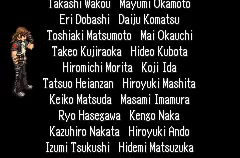 Takashi Wakou Mayumi Okamoto
Eri Dobashi Daiju Komatsu
Toshiaki Matsumoto Mai Okauchi
Takeo Kujiraoka Hideo Kubota
Hiromichi Morita Koji Ida
Tatsuo Heianzan Hiroyuki Mashita
Keiko Matsuda Masami Imamura
Ryo Hasegawa Kengo Naka
Kazuhiro Nakata Hiroyuki Ando
Izumi Tsukushi Hidemi Matsuzuka